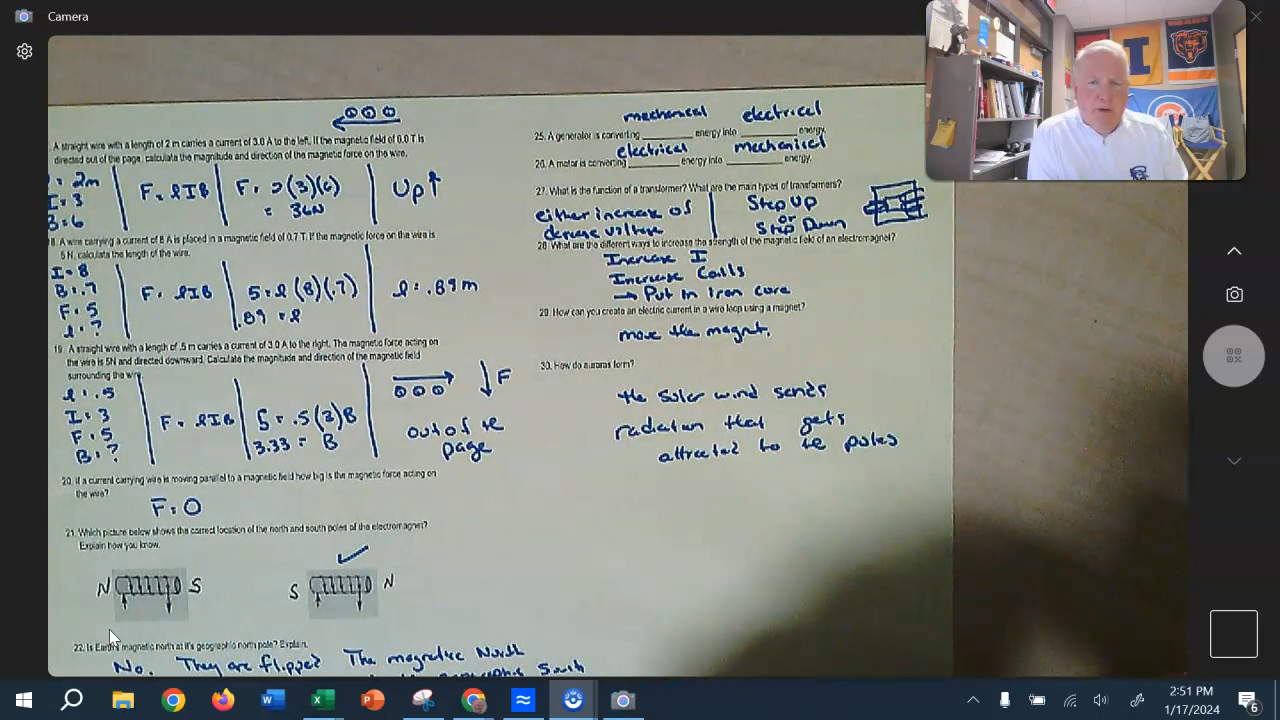 Camera
A straight wire with a length of 2 m carries a current of 3.0 A to the left. If the magnetic field of 6.0 T is
directed out of the page, calculate the magnitude and direction of the magnetic force on the wire.
l = 2m
I = 3
B = 6
F = lIB
F = 2(3)(6)
= 36N
Up ↑
18. A wire carrying a current of 8 A is placed in a magnetic field of 0.7 T. If the magnetic force on the wire is
5 N, calculate the length of the wire.
I = 8
B = .7
F = 5
l = ?
F = lIB
5 = l(8)(.7)
.89 = l
l = .89m
19. A straight wire with a length of .5 m carries a current of 3.0 A to the right. The magnetic force acting on
the wire is 5N and directed downward. Calculate the magnitude and direction of the magnetic field
surrounding the wire.
l = .5
I = 3
F = 5
B = ?
F = lIB
5 = .5(3)B
3.33 = B
F
out of the
page
20. If a current carrying wire is moving parallel to a magnetic field how big is the magnetic force acting on
the wire?
F = 0
21. Which picture below shows the correct location of the north and south poles of the electromagnet?
Explain how you know.
N S
S N
22. Is Earth's magnetic north at it's geographic north pole? Explain.
No. They are flipped The magnetic North
geographic South
mechanical electrical
25. A generator is converting ________ energy into ________ energy.
electrical mechanical
26. A motor is converting ________ energy into ________ energy.
27. What is the function of a transformer? What are the main types of transformers?
either increase of
decrease voltage
Step Up
or
Step Down
28. What are the different ways to increase the strength of the magnetic field of an electromagnet?
Increase I
Increase Coils
→ Put in iron core
29. How can you create an electric current in a wire loop using a magnet?
move the magnet.
30. How do auroras form?
the solar wind sends
radiation that gets
attracted to the poles
2:51 PM
1/17/2024
6